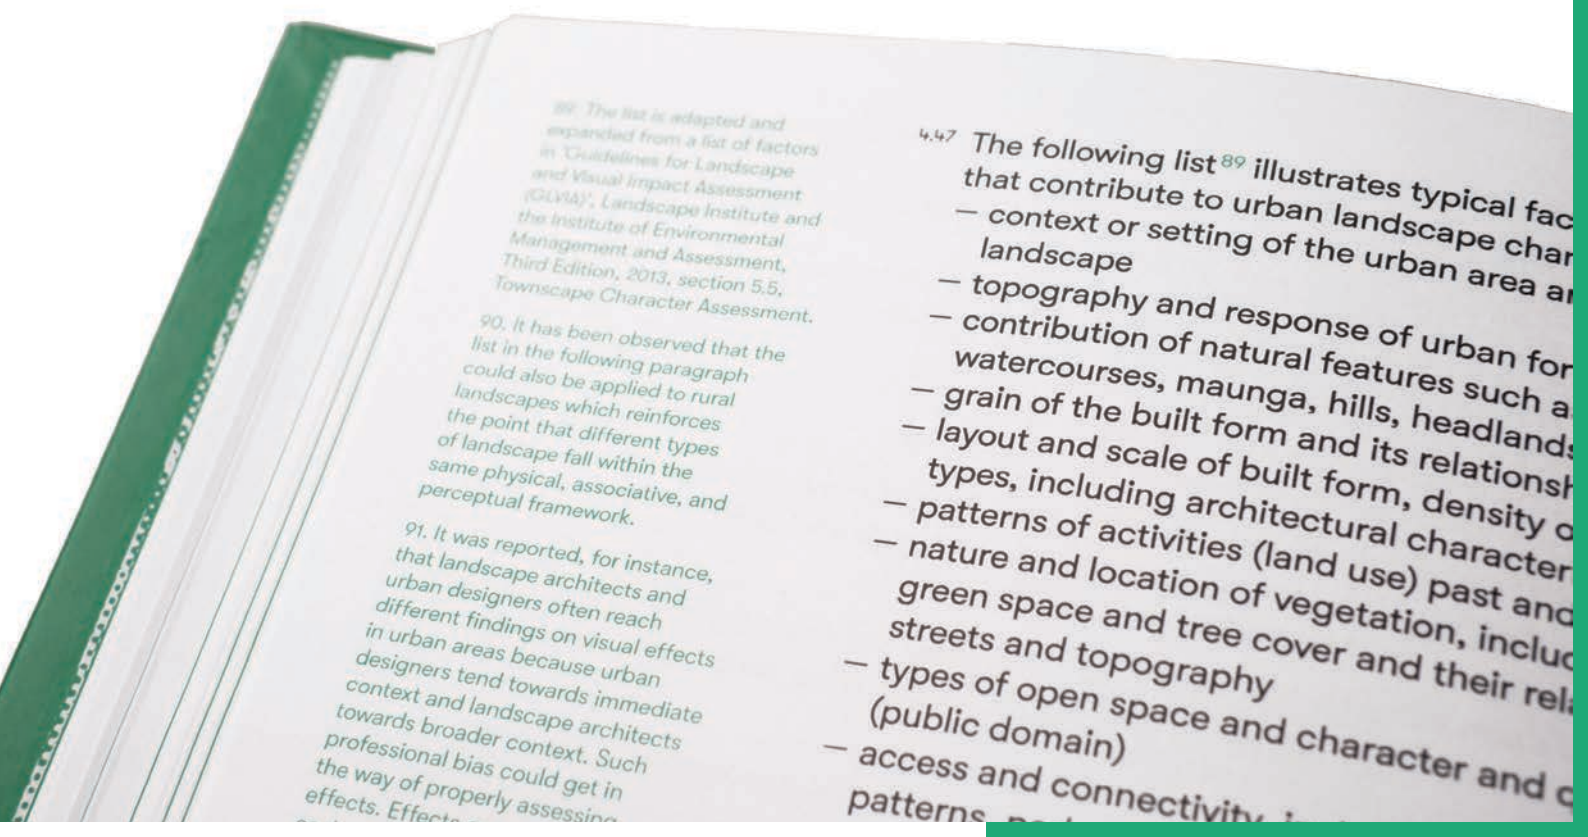 89. The list is adapted and
expanded from a list of factors
in 'Guidelines for Landscape
and Visual Impact Assessment
(GLVIA)', Landscape Institute and
the Institute of Environmental
Management and Assessment,
Third Edition, 2013, section 5.5,
Townscape Character Assessment.
90. It has been observed that the
list in the following paragraph
could also be applied to rural
landscapes which reinforces
the point that different types
of landscape fall within the
same physical, associative, and
perceptual framework.
91. It was reported, for instance,
that landscape architects and
urban designers often reach
different findings on visual effects
in urban areas because urban
designers tend towards immediate
context and landscape architects
towards broader context. Such
professional bias could get in
the way of properly assessing
effects. Effects
4.47 The following list 89 illustrates typical fac
that contribute to urban landscape char
— context or setting of the urban area
landscape
— topography and response of urban for
— contribution of natural features such
watercourses, maunga, hills, headlands
— grain of the built form and its relationsh
— layout and scale of built form, density
types, including architectural character
— patterns of activities (land use) past and
— nature and location of vegetation, includ
green space and tree cover and their rel
streets and topography
— types of open space and character and
(public domain)
— access and connectivity,
patterns,